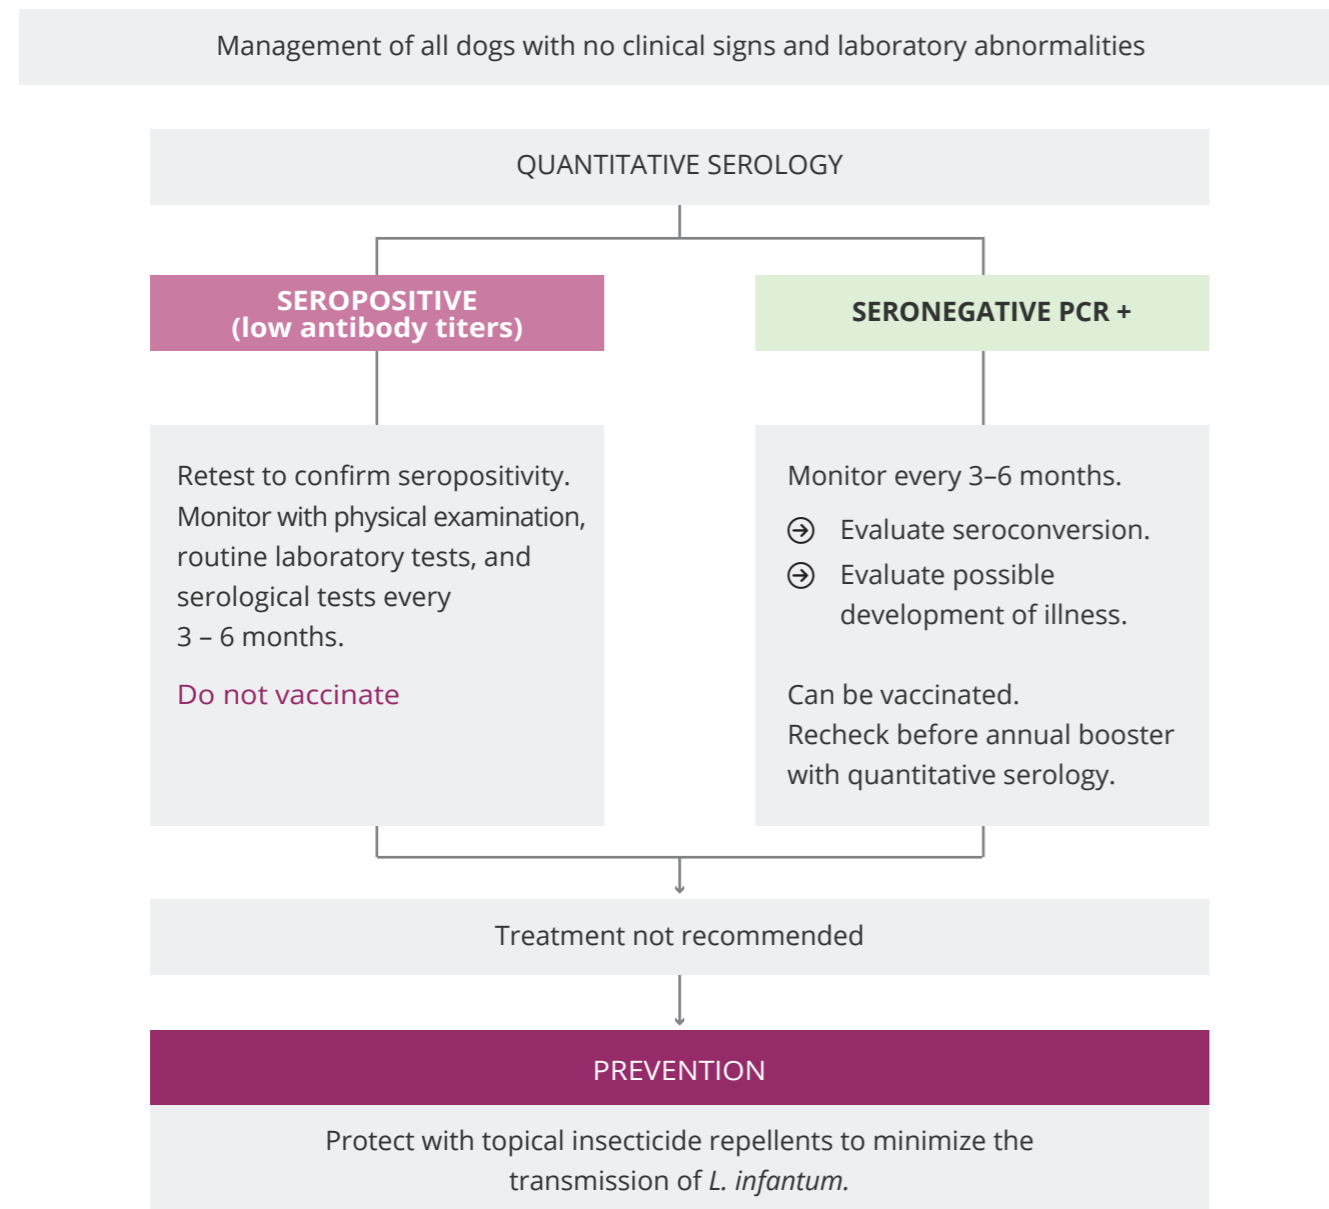 Management of all dogs with no clinical signs and laboratory abnormalities
QUANTITATIVE SEROLOGY
SEROPOSITIVE
(low antibody titers)
Retest to confirm seropositivity.
Monitor with physical examination,
routine laboratory tests, and
serological tests every
3 – 6 months.
Do not vaccinate
SERONEGATIVE PCR +
Monitor every 3–6 months.
Evaluate seroconversion.
Evaluate possible
development of illness.
Can be vaccinated.
Recheck before annual booster
with quantitative serology.
Treatment not recommended
PREVENTION
Protect with topical insecticide repellents to minimize the
transmission of L. infantum.